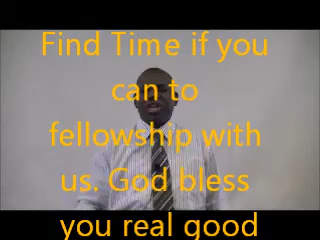 Find Time if you
can to
fellowship with
us. God bless
you real good